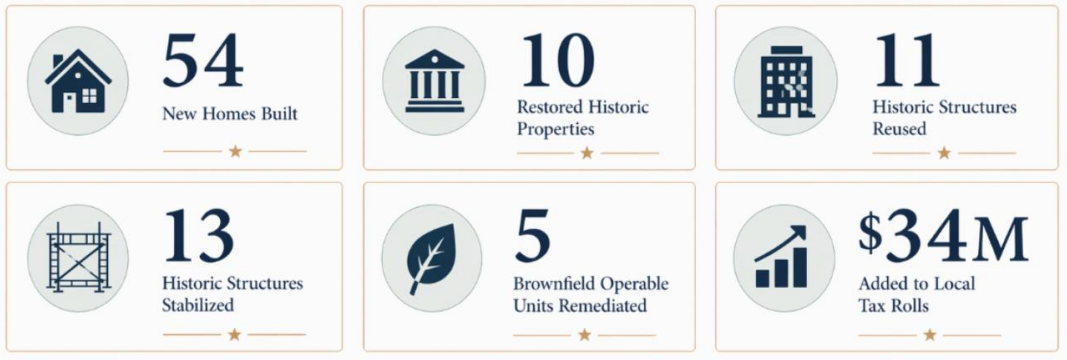 54
New Homes Built
10
Restored Historic
Properties
11
Historic Structures
Reused
13
Historic Structures
Stabilized
5
Brownfield Operable
Units Remediated
$34M
Added to Local
Tax Rolls